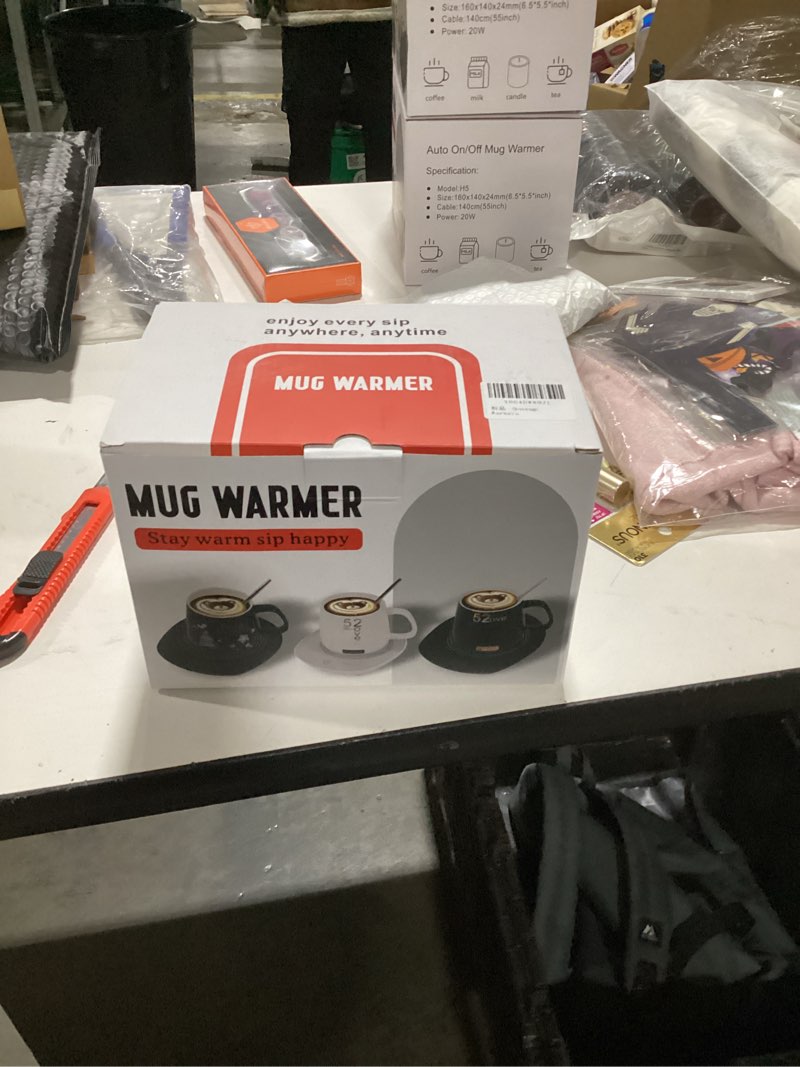 Size:160x140x24mm(6.5*5.5"inch)
Cable:140cm(55inch)
Power: 20W
coffee milk candle tea
Auto On/Off Mug Warmer
Specification:
Model:H5
Size:160x140x24mm(6.5*5.5"inch)
Cable:140cm(55inch)
Power: 20W
MILK
coffee tea
enjoy every sip
anywhere, anytime
MUG WARMER
MUG WARMER
Stay warm sip happy
52